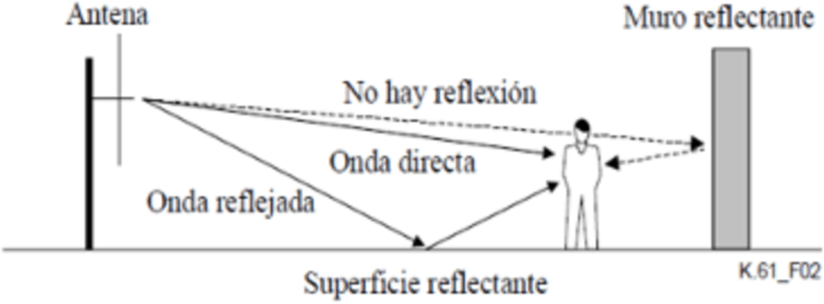 Antena
Muro reflectante
No hay reflexión
Onda directa
Onda reflejada
Superficie reflectante
K.61_F02